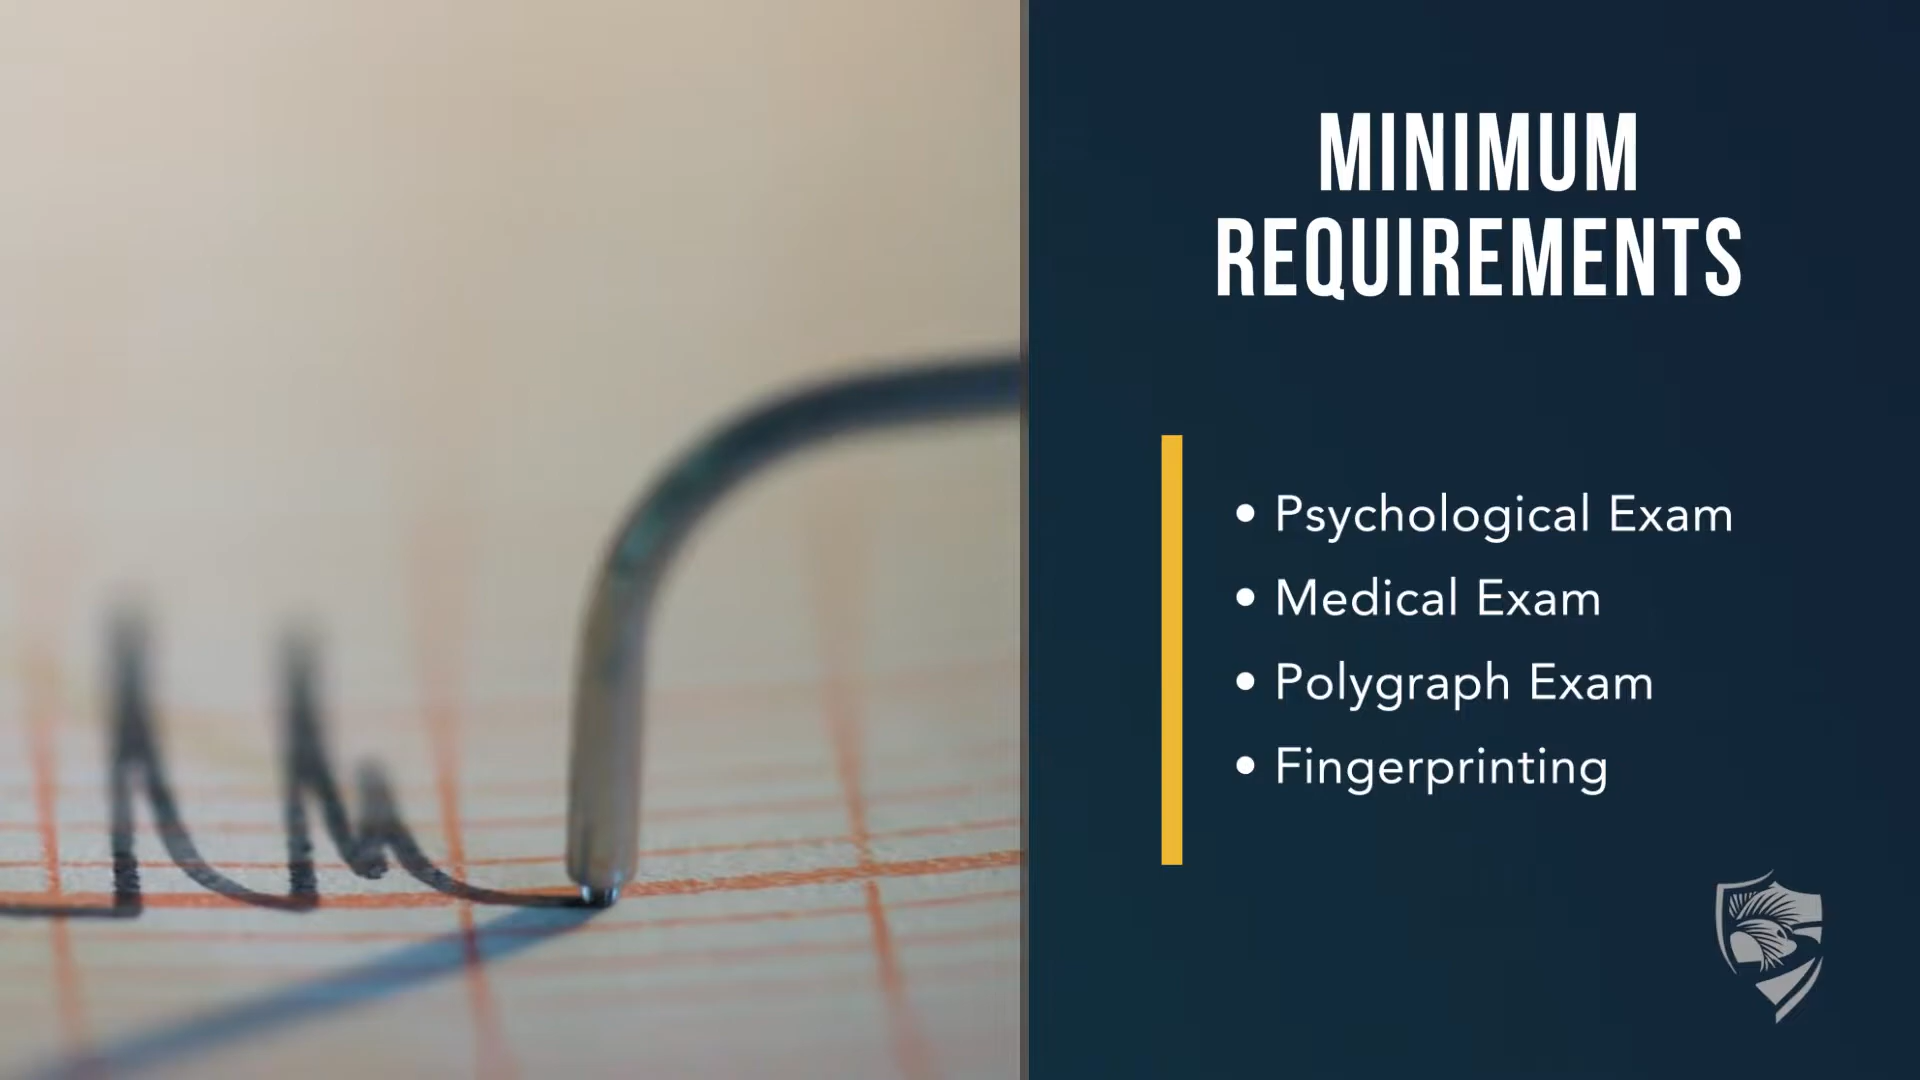 MINIMUM
REQUIREMENTS
• Psychological Exam
• Medical Exam
• Polygraph Exam
• Fingerprinting